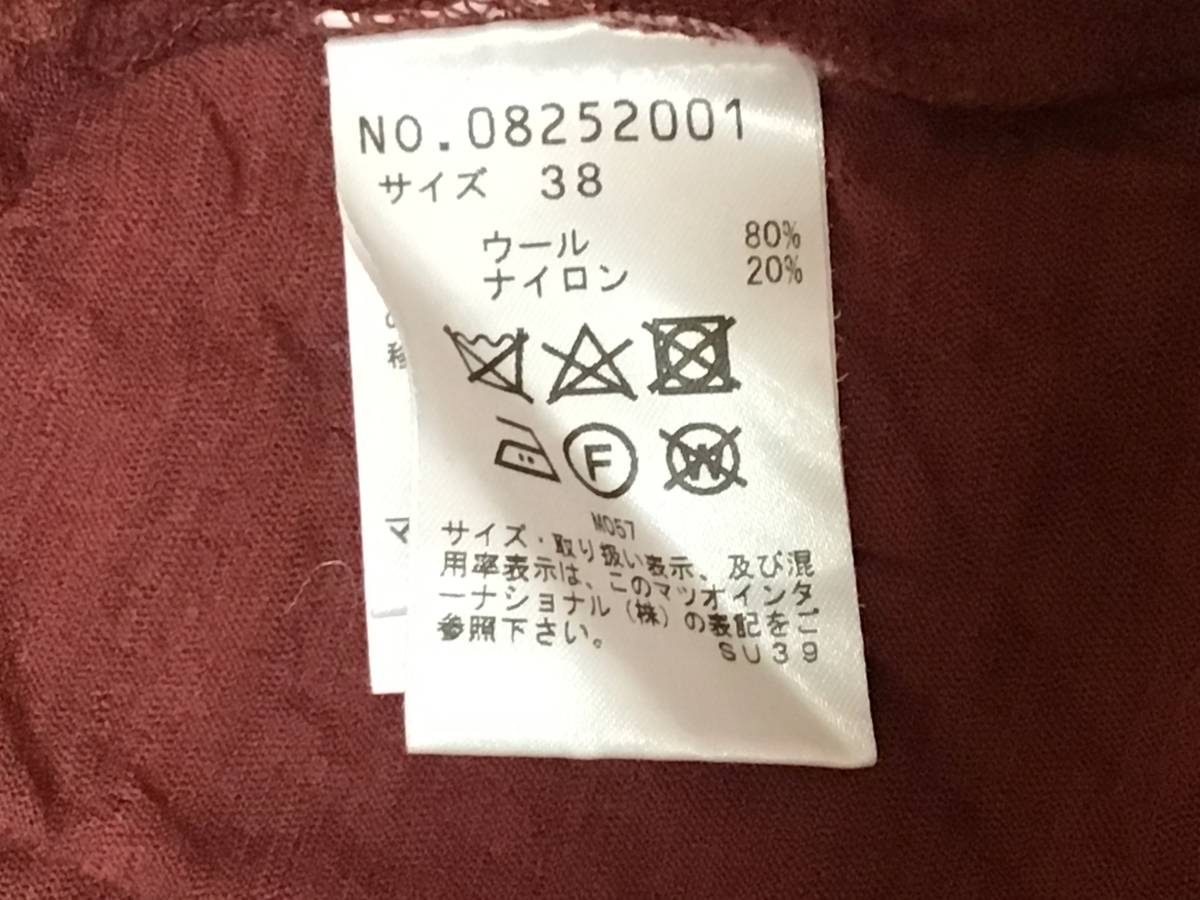 NO.08252001
サイズ 38
ウール 80%
ナイロン 20%
F
W
M057
サイズ・取り扱い表示、及び混
用率表示は、このマツオインタ
ーナショナル(株)の表記をご
参照下さい。
SU39